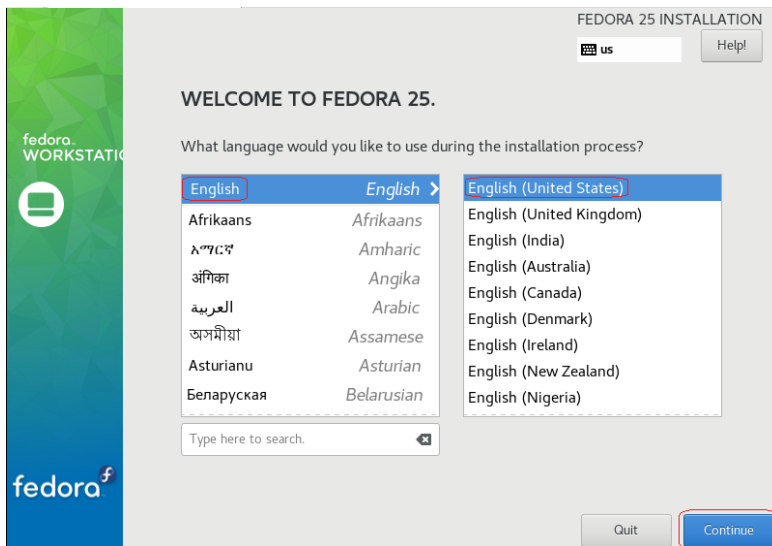 FEDORA 25 INSTALLATION
us
Help!
WELCOME TO FEDORA 25.
fedora.
WORKSTATIO
What language would you like to use during the installation process?
English English
Afrikaans Afrikaans
አማርኛ Amharic
अंगिका Angika
العربية Arabic
অসমীয়া Assamese
Asturianu Asturian
Беларуская Belarusian
English (United States)
English (United Kingdom)
English (India)
English (Australia)
English (Canada)
English (Denmark)
English (Ireland)
English (New Zealand)
English (Nigeria)
Type here to search.
fedora
Quit
Continue